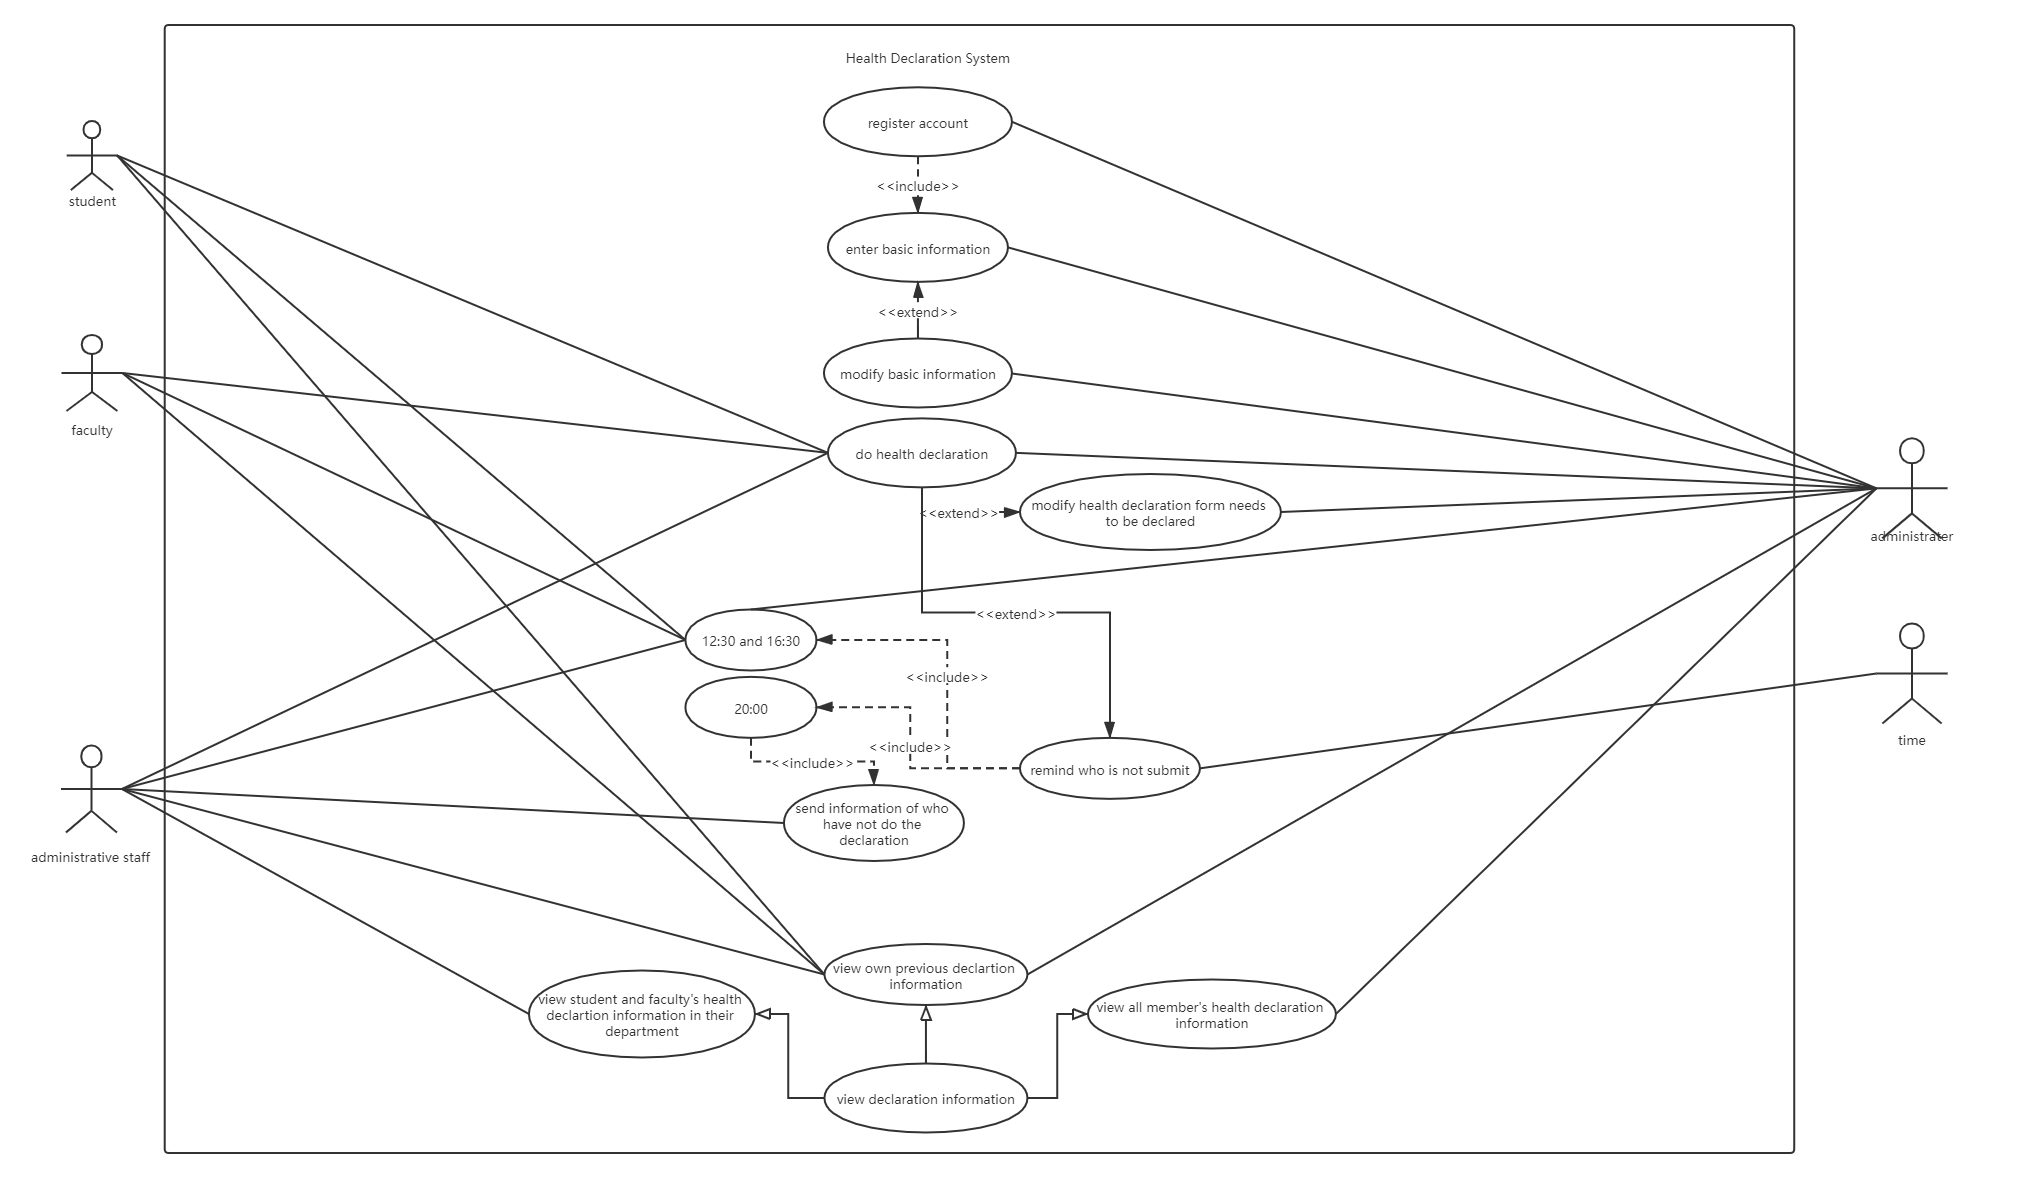 Health Declaration System
register account
<<include>>
student
enter basic information
<<extend>>
modify basic information
faculty
do health declaration
modify health declaration form needs
to be declared
<<extend>>
administrater
<<extend>>
12:30 and 16:30
<<include>>
20:00
time
<<include>>
<<include>>
remind who is not submit
send information of who
have not do the
declaration
administrative staff
view own previous declartion
information
view student and faculty's health
declartion information in their
department
view all member's health declaration
information
view declaration information